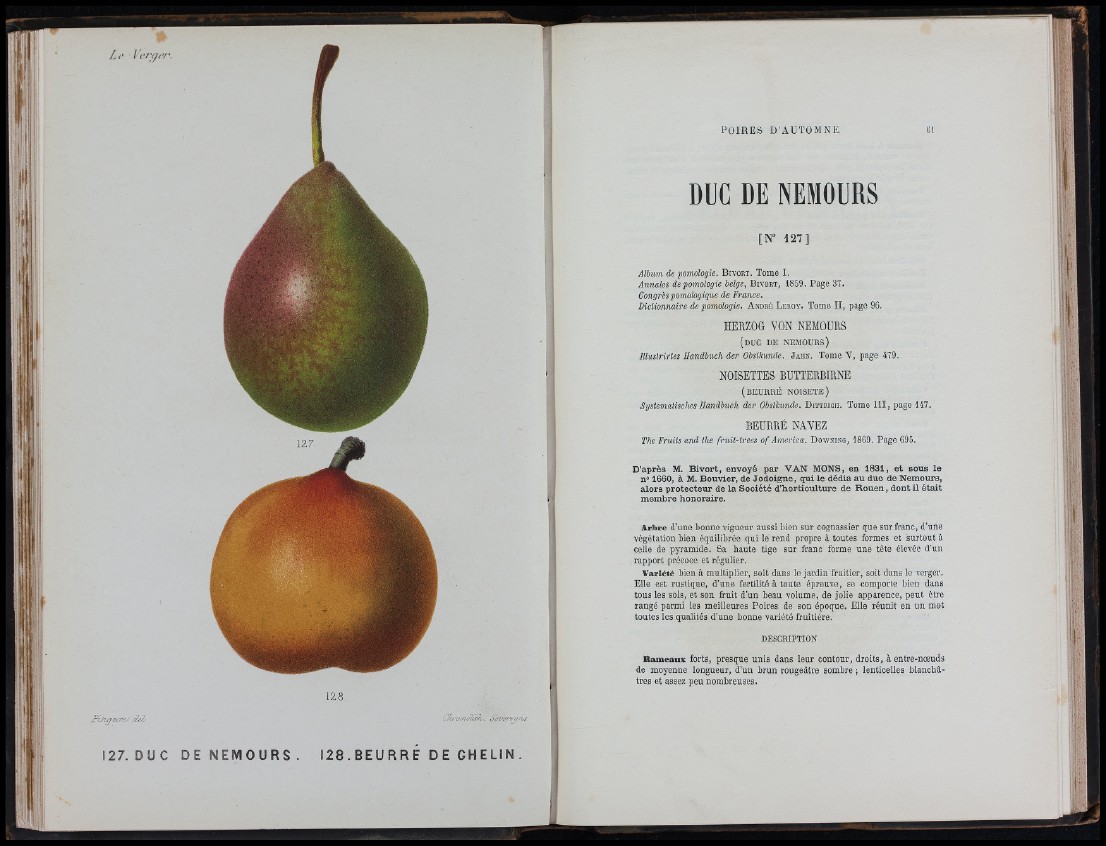 Le Verger.
127
128
Chromolith. Severeyns
127. DUC DE NEMOURS. 128. BEURRÉ DE GHELIN.
POIRES D'AUTOMNE 61
DUC DE NEMOURS
[N° 127]
Album de pomologie. BIVORT. Tome I.
Annales de pomologie belge, BIVORT, 1859. Page 37.
Congrès pomologique de France.
Dictionnaire de pomologie. ANDRÉ LEROY. Tome II, page 96.
HERZOG VON NEMOURS
(DUC DE NEMOURS)
Illustrirtes Handbuch der Obstkunde. JAHN. Tome V, page 479.
NOISETTES BUTTERBIRNE
(BEURRÉ NOISETE)
Systematisches Handbuch der Obstkunde. DITTRICH. Tome III, page 147.
BEURRÉ NAVEZ
The Fruits and the fruit-trees of America. DOWNING, 1869. Page 695.
D'après M. Bivort, envoyé par VAN MONS, en 1831, et sous le
n° 1660, à M. Bouvier, de Jodoigne, qui le dédia au duc de Nemours,
alors protecteur de la Société d'horticulture de Rouen, dont il était
membre honoraire.
Arbre d'une bonne vigueur aussi bien sur cognassier que sur franc, d'une
végétation bien équilibrée qui le rend propre à toutes formes et surtout à
celle de pyramide. Sa haute tige sur franc forme une tête élevée d'un
rapport précoce et régulier.
Variété bien à multiplier, soit dans le jardin fruitier, soit dans le verger.
Elle est rustique, d'une fertilité à toute épreuve, se comporte bien dans
tous les sols, et son fruit d'un beau volume, de jolie apparence, peut être
rangé parmi les meilleures Poires de son époque. Elle réunit en un mot
toutes les qualités d'une bonne variété fruitière.
DESCRIPTION
Rameaux forts, presque unis dans leur contour, droits, à entre-nœuds
de moyenne longueur, d'un brun rougeâtre sombre ; lenticelles blanchâ-
tres et assez peu nombreuses.